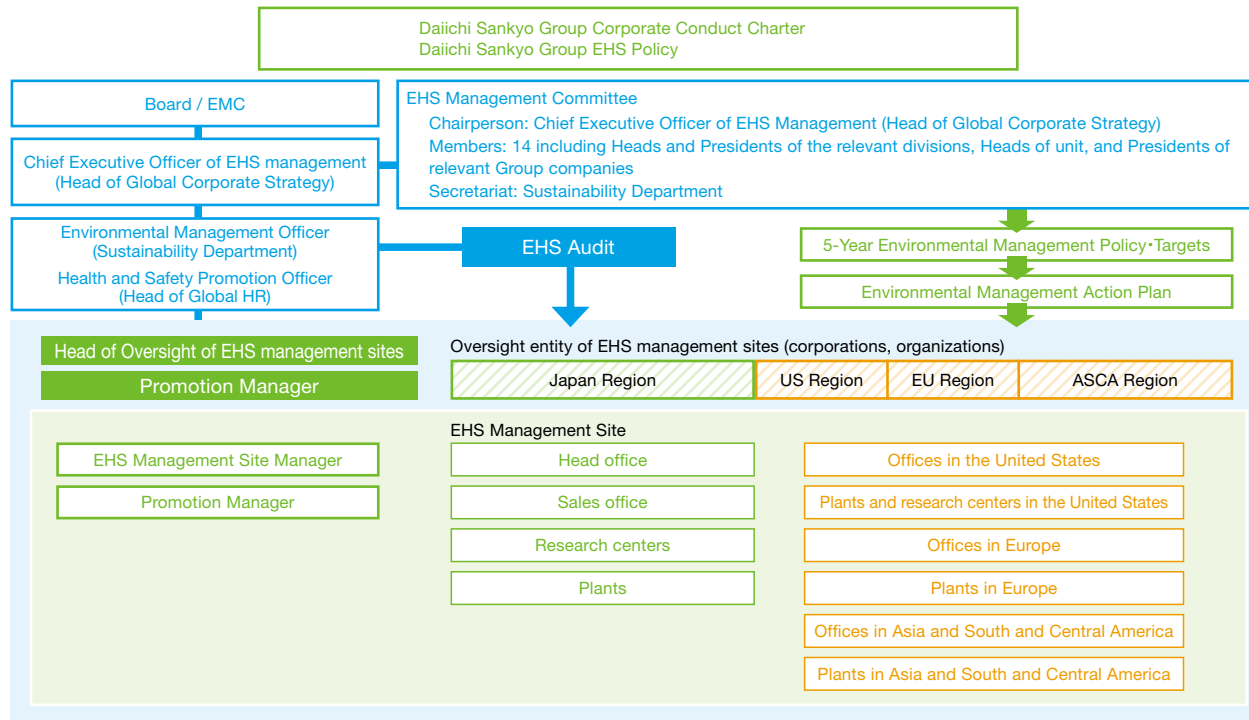 Daiichi Sankyo Group Corporate Conduct Charter
Daiichi Sankyo Group EHS Policy
Board / EMC
Chief Executive Officer of EHS management
(Head of Global Corporate Strategy)
Environmental Management Officer
(Sustainability Department)
Health and Safety Promotion Officer
(Head of Global HR)
EHS Management Committee
Chairperson: Chief Executive Officer of EHS Management (Head of Global Corporate Strategy)
Members: 14 including Heads and Presidents of the relevant divisions, Heads of unit, and Presidents of
relevant Group companies
Secretariat: Sustainability Department
EHS Audit
5-Year Environmental Management Policy・Targets
Environmental Management Action Plan
Head of Oversight of EHS management sites
Promotion Manager
Oversight entity of EHS management sites (corporations, organizations)
Japan Region
US Region
EU Region
ASCA Region
EHS Management Site Manager
Promotion Manager
EHS Management Site
Head office
Sales office
Research centers
Plants
Offices in the United States
Plants and research centers in the United States
Offices in Europe
Plants in Europe
Offices in Asia and South and Central America
Plants in Asia and South and Central America